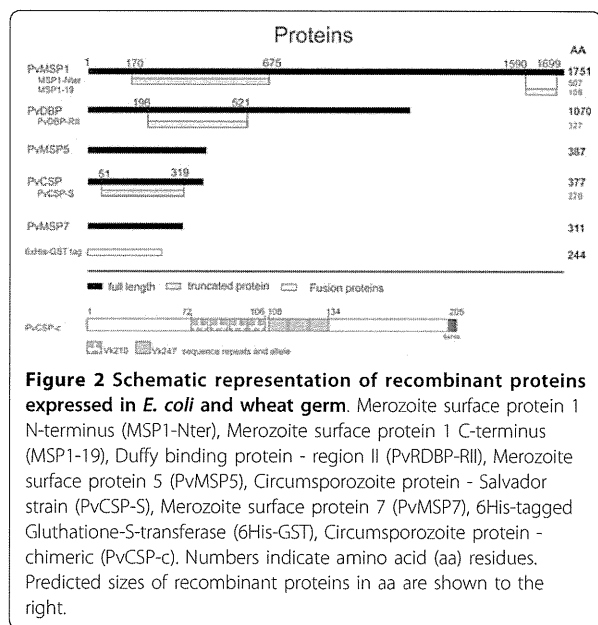 Proteins
AA
1 170 675 1590 1699
PvMSP1 1751
MSP1-Nter 507
MSP1-19 109
196 521
PvDBP 1070
PvDBP-RII 327
PvMSP5 387
PvCSP 377
51 319
PvCSP-S
PvMSP7 311
6xHis-GST tag 244
full length truncated protein Fusion proteins
1 72 106 108 134
PvCSP-c
Vk210 Vk247 sequence repeats and allele
Figure 2 Schematic representation of recombinant proteins
expressed in E. coli and wheat germ. Merozoite surface protein 1
N-terminus (MSP1-Nter), Merozoite surface protein 1 C-terminus
(MSP1-19), Duffy binding protein - region II (PvRDBP-RII), Merozoite
surface protein 5 (PvMSP5), Circumsporozoite protein - Salvador
strain (PvCSP-S), Merozoite surface protein 7 (PvMSP7), 6His-tagged
Gluthatione-S-transferase (6His-GST), Circumsporozoite protein -
chimeric (PvCSP-c). Numbers indicate amino acid (aa) residues.
Predicted sizes of recombinant proteins in aa are shown to the
right.